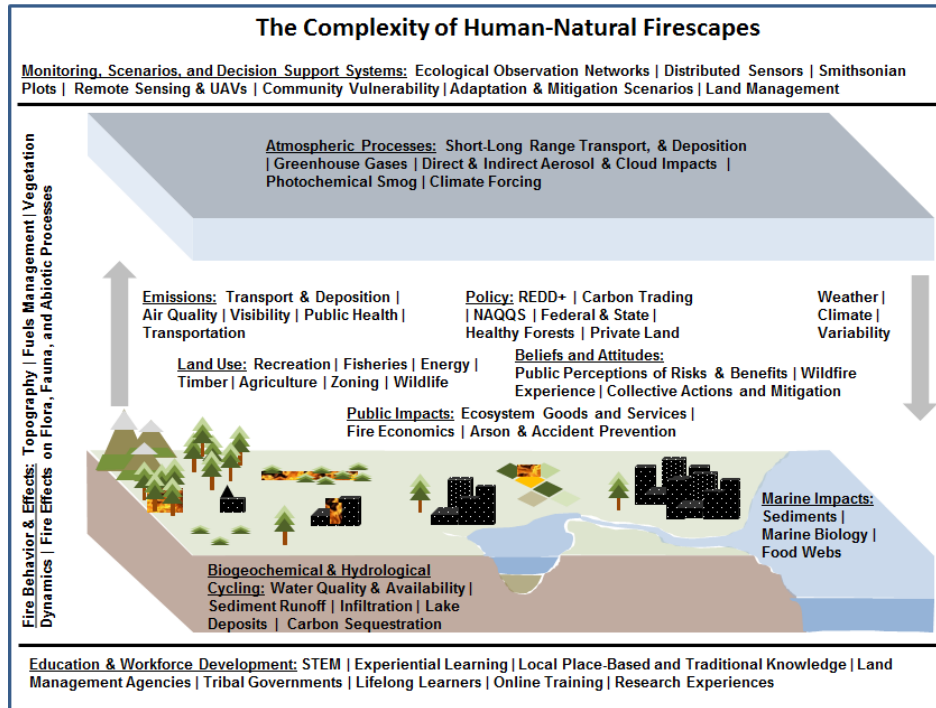 The Complexity of Human-Natural Firescapes
Monitoring, Scenarios, and Decision Support Systems: Ecological Observation Networks | Distributed Sensors | Smithsonian
Plots | Remote Sensing & UAVs | Community Vulnerability | Adaptation & Mitigation Scenarios | Land Management
Atmospheric Processes: Short-Long Range Transport, & Deposition
| Greenhouse Gases | Direct & Indirect Aerosol & Cloud Impacts |
Photochemical Smog | Climate Forcing
Fire Behavior & Effects: Topography | Fuels Management | Vegetation
Dynamics | Fire Effects on Flora, Fauna, and Abiotic Processes
Emissions: Transport & Deposition |
Air Quality | Visibility | Public Health |
Transportation
Policy: REDD+ | Carbon Trading
| NAQQS | Federal & State |
Healthy Forests | Private Land
Weather |
Climate |
Variability
Land Use: Recreation | Fisheries | Energy |
Timber | Agriculture | Zoning | Wildlife
Beliefs and Attitudes:
Public Perceptions of Risks & Benefits | Wildfire
Experience | Collective Actions and Mitigation
Public Impacts: Ecosystem Goods and Services |
Fire Economics | Arson & Accident Prevention
Marine Impacts:
Sediments |
Marine Biology |
Food Webs
Biogeochemical & Hydrological
Cycling: Water Quality & Availability |
Sediment Runoff | Infiltration | Lake
Deposits | Carbon Sequestration
Education & Workforce Development: STEM | Experiential Learning | Local Place-Based and Traditional Knowledge | Land
Management Agencies | Tribal Governments | Lifelong Learners | Online Training | Research Experiences